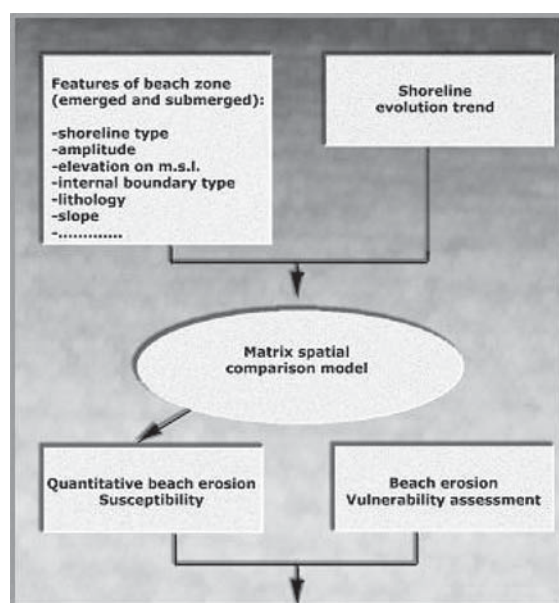 Features of beach zone
(emerged and submerged):
-shoreline type
-amplitude
-elevation on m.s.l.
-internal boundary type
-lithology
-slope
-.............
Shoreline
evolution trend
Matrix spatial
comparison model
Quantitative beach erosion
Susceptibility
Beach erosion
Vulnerability assessment